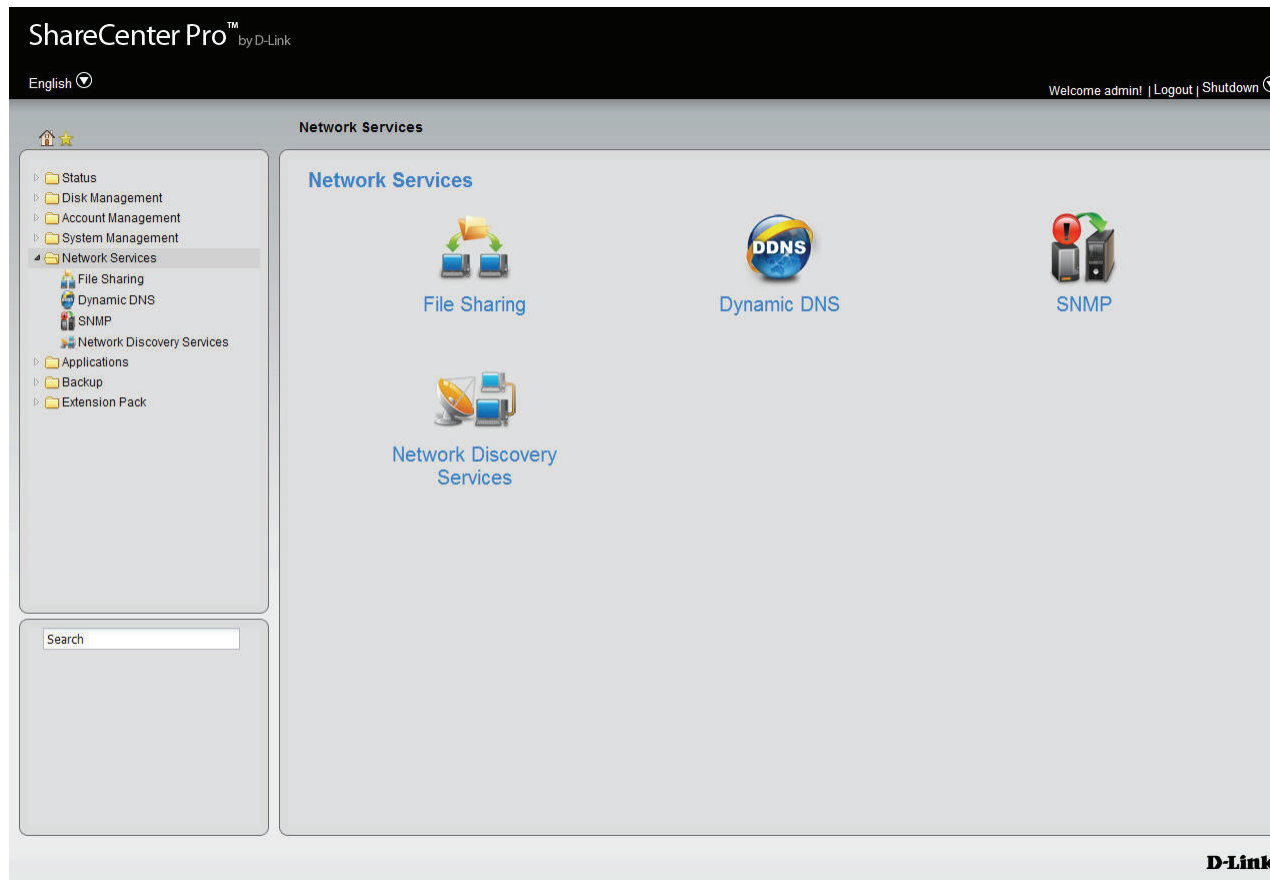 ShareCenter Pro™ by D-Link
English
Welcome admin! | Logout | Shutdown
Network Services
Status
Disk Management
Account Management
System Management
Network Services
File Sharing
Dynamic DNS
SNMP
Network Discovery Services
Applications
Backup
Extension Pack
Search
Network Services
File Sharing
DDNS
Dynamic DNS
SNMP
Network Discovery
Services
D-Link